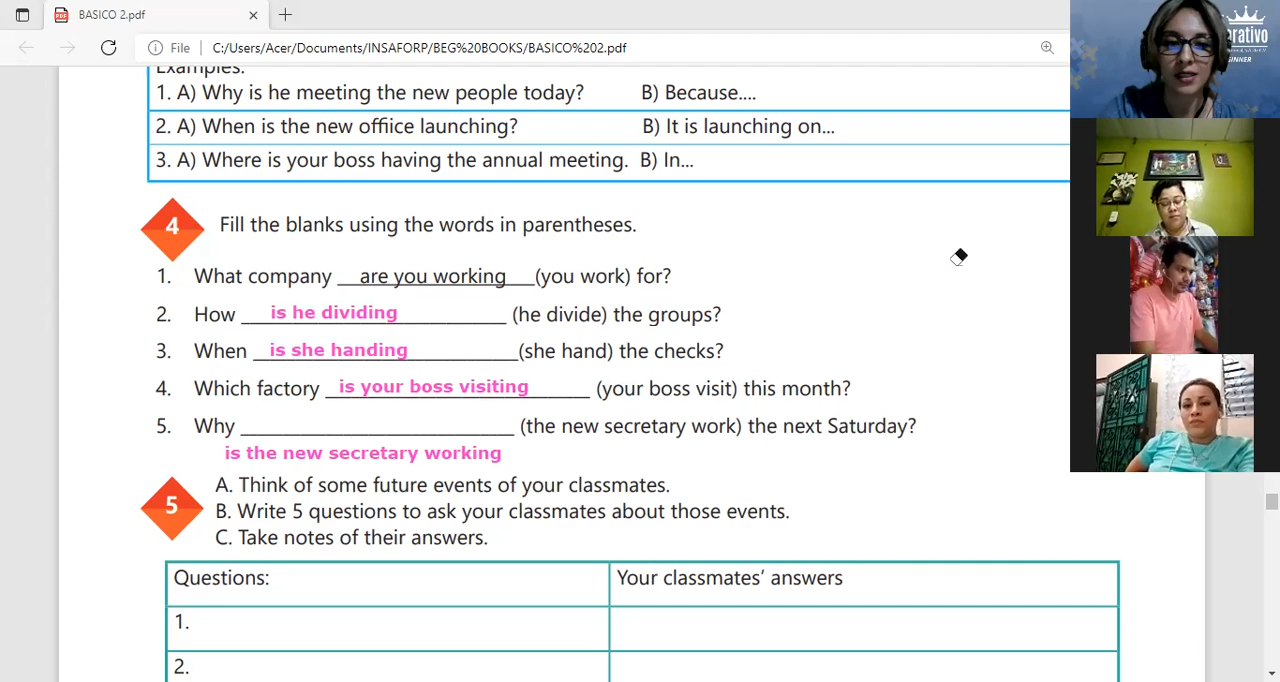 BASICO 2.pdf
File C:/Users/Acer/Documents/INSAFORP/BEG%20BOOKS/BASICO%202.pdf
Examples:
1. A) Why is he meeting the new people today? B) Because....
2. A) When is the new office launching? B) It is launching on...
3. A) Where is your boss having the annual meeting. B) In...
4 Fill the blanks using the words in parentheses.
1. What company __are you working___(you work) for?
2. How is he dividing (he divide) the groups?
3. When is she handing (she hand) the checks?
4. Which factory is your boss visiting (your boss visit) this month?
5. Why __________________________ (the new secretary work) the next Saturday?
is the new secretary working
5 A. Think of some future events of your classmates.
B. Write 5 questions to ask your classmates about those events.
C. Take notes of their answers.
Questions: Your classmates’ answers
1.
2.
rativo
INNER